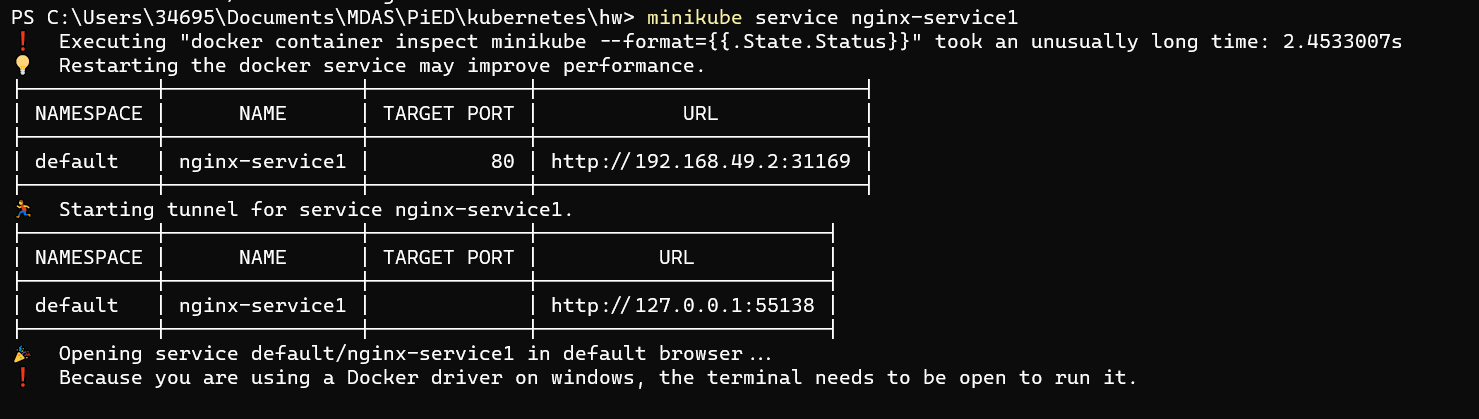 PS C:\Users\34695\Documents\MDAS\PiED\kubernetes\hw> minikube service nginx-service1
❗  Executing "docker container inspect minikube --format={{.State.Status}}" took an unusually long time: 2.4533007s
💡  Restarting the docker service may improve performance.
| NAMESPACE | NAME | TARGET PORT | URL |
| default | nginx-service1 | 80 | http://192.168.49.2:31169 |
🏃  Starting tunnel for service nginx-service1.
| NAMESPACE | NAME | TARGET PORT | URL |
| default | nginx-service1 | | http://127.0.0.1:55138 |
🎉  Opening service default/nginx-service1 in default browser...
❗  Because you are using a Docker driver on windows, the terminal needs to be open to run it.